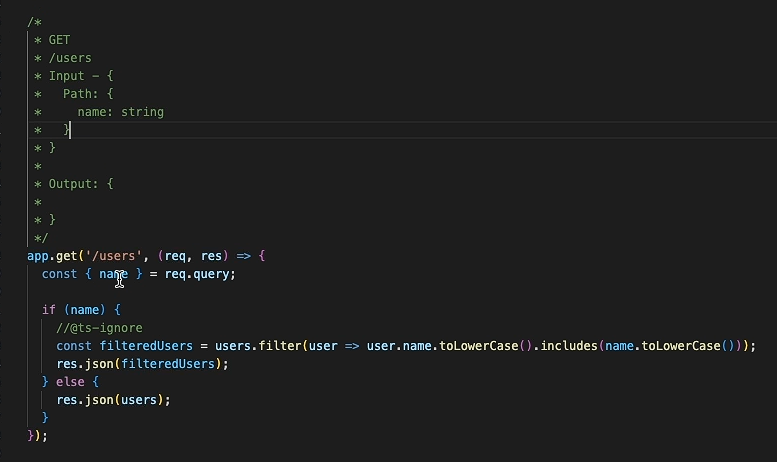 /*
 * GET
 * /users
 * Input – {
 *   Path: {
 *     name: string
 *   }
 * }
 *
 * Output: {
 *
 * }
 */
app.get('/users', (req, res) => {
  const { name } = req.query;

  if (name) {
    //@ts-ignore
    const filteredUsers = users.filter(user => user.name.toLowerCase().includes(name.toLowerCase()));
    res.json(filteredUsers);
  } else {
    res.json(users);
  }
});